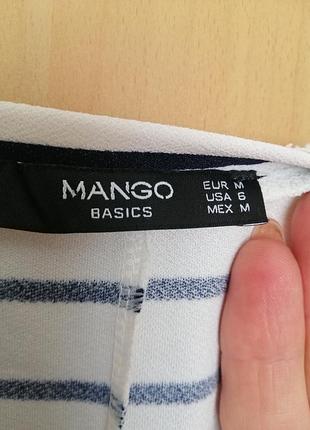 MANGO
BASICS
EUR M
USA 6
MEX M